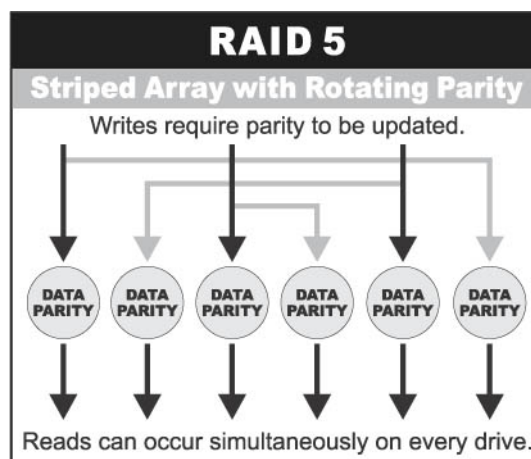 RAID 5
Striped Array with Rotating Parity
Writes require parity to be updated.
DATA DATA DATA DATA DATA DATA
PARITY PARITY PARITY PARITY PARITY PARITY
Reads can occur simultaneously on every drive.